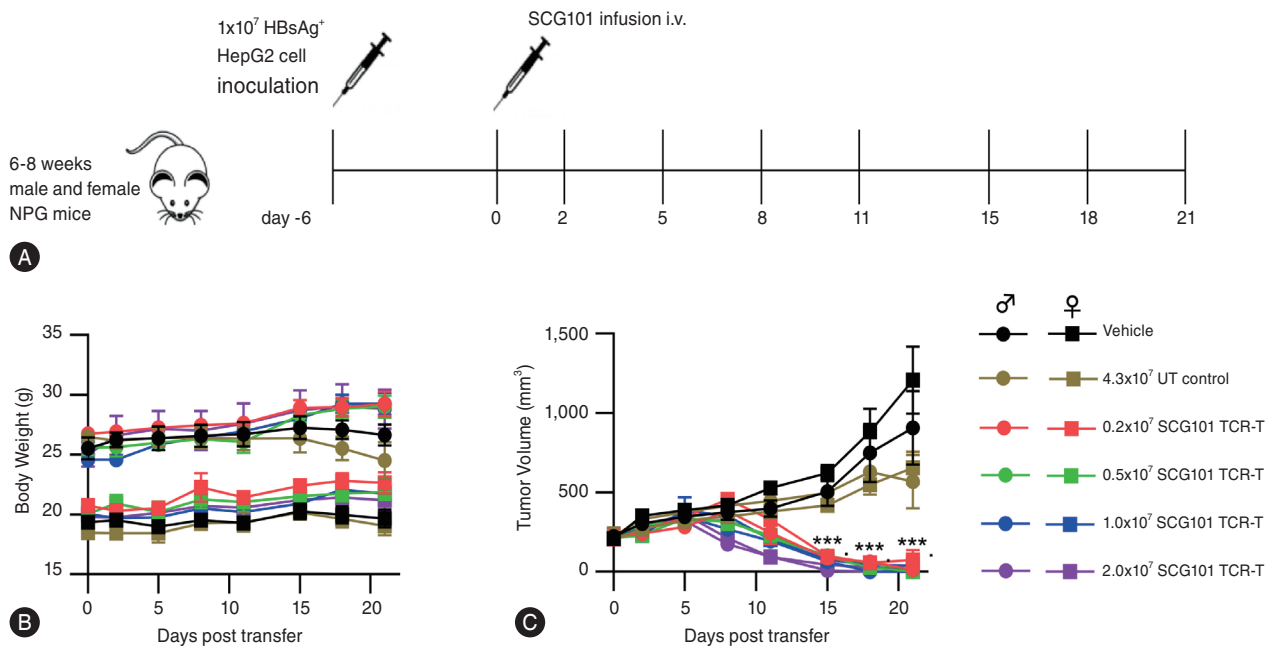 1x10⁷ HBsAg⁺
HepG2 cell
inoculation
SCG101 infusion i.v.
6-8 weeks
male and female
NPG mice
day -6
0
2
5
8
11
15
18
21
A
35
30
25
20
15
Body Weight (g)
0
5
10
15
20
Days post transfer
B
1,500
1,000
500
0
Tumor Volume (mm³)
***.
***.
***.
0
5
10
15
20
Days post transfer
C
♂ ♀
Vehicle
4.3x10⁷ UT control
0.2x10⁷ SCG101 TCR-T
0.5x10⁷ SCG101 TCR-T
1.0x10⁷ SCG101 TCR-T
2.0x10⁷ SCG101 TCR-T